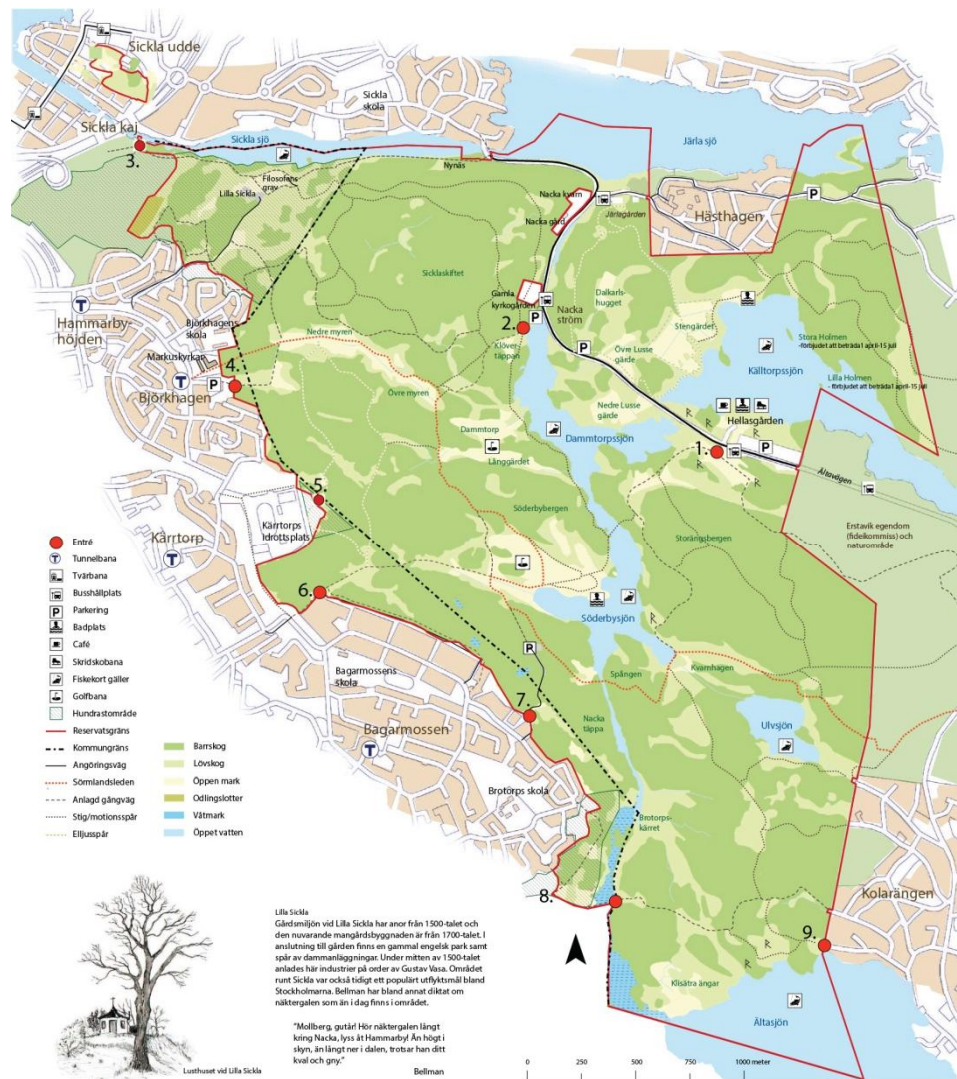 Sickla udde
Sickla
skola
Sickla kaj
3.
Sickla sjö
Järla sjö
Nynäs
Filosofens
grav
Lilla Sickla
Nacka kvarn
Järlagården
Hästhagen
P
Nacka gård
Sicklaskiftet
Gamla
kyrkogården
Dalkarls-
hugget
Nacka
ström
P
2.
Klöver-
täppan
Stengärdet
Övre Lusse
gärde
P
T
Hammarby-
höjden
Björkhagens
skola
Nedre myren
Markuskyrkan
4.
T
P
Björkhagen
Övre myren
Stora Holmen
-förbjudet att beträda1 april-15 juli
Källtorpssjön
Lilla Holmen
- förbjudet att beträda1 april-15 juli
Nedre Lusse
gärde
Hellasgården
Dammtorp
Långgärdet
Dammtorpssjön
1.
P
Ältavägen
R
R
R
R
5.
Kärrtorps
idrottsplats
Söderbybergen
Storängsbergen
Erstavik egendom
(fideikommiss) och
naturområde
Kärrtorp
T
6.
Söderbysjön
R
R
Bagarmossens
skola
R
Spången
Kvarnhagen
7.
Nacka
täppa
Ulvsjön
Bagarmossen
T
Brotorps skola
Brotorps-
kärret
8.
Kolarängen
9.
R
R
Klisätra ängar
Ältasjön
Entré
T Tunnelbana
Tvärbana
Busshållplats
P Parkering
Badplats
Café
Skridskobana
Fiskekort gäller
Golfbana
Hundrastområde
Reservatsgräns
Kommungräns
Angöringsväg
Sörmlandsleden
Anlagd gångväg
Stig/motionsspår
Elljusspår
Barrskog
Lövskog
Öppen mark
Odlingslotter
Våtmark
Öppet vatten
Lilla Sickla
Gårdsmiljön vid Lilla Sickla har anor från 1500-talet och
den nuvarande mangårdsbyggnaden är från 1700-talet. I
anslutning till gården finns en gammal engelsk park samt
spår av dammanläggningar. Under mitten av 1500-talet
anlades här industrier på order av Gustav Vasa. Området
runt Sickla var också tidigt ett populärt utflyktsmål bland
Stockholmarna. Bellman har bland annat diktat om
näktergalen som än i dag finns i området.
"Mollberg, gutår! Hör näktergalen långt
kring Nacka, lyss åt Hammarby! Än högt i
skyn, än långt ner i dalen, trotsar han ditt
kval och gny."
Bellman
Lusthuset vid Lilla Sickla
0 250 500 750 1000 meter